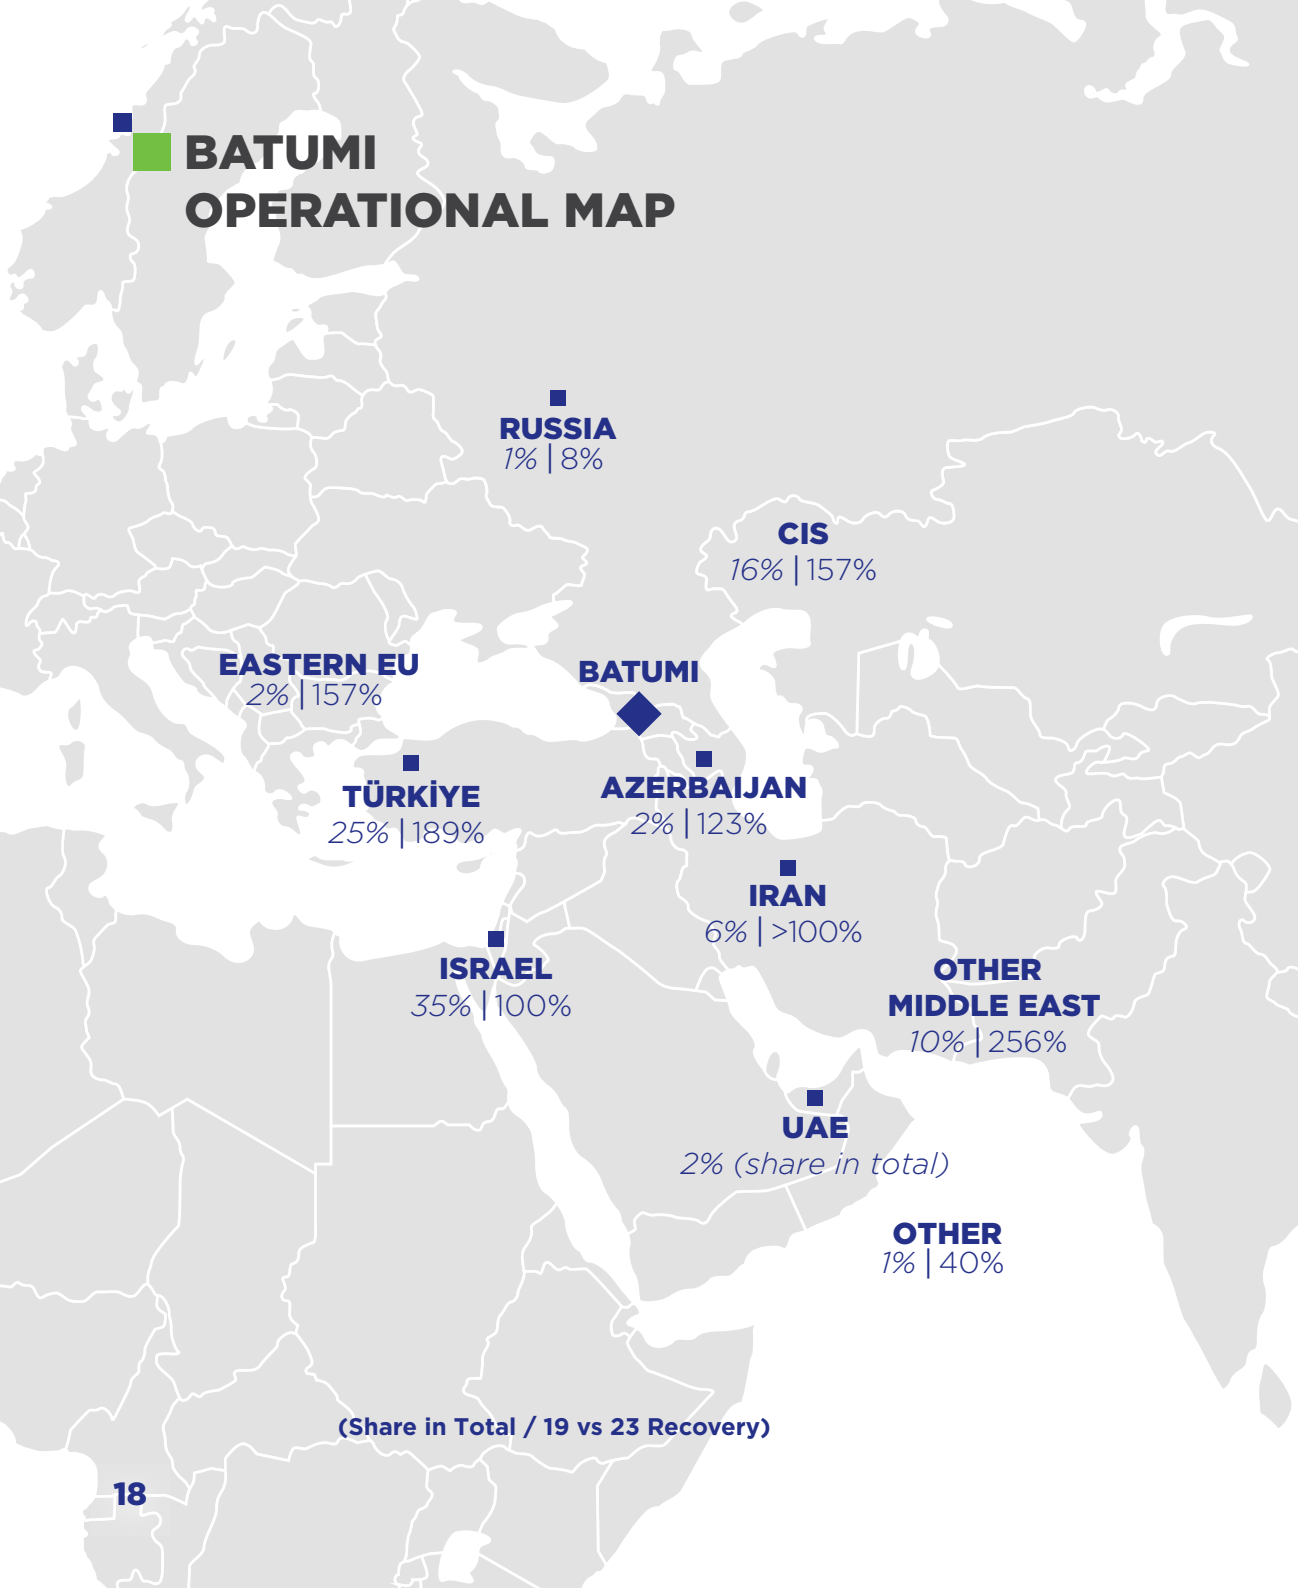 BATUMI
OPERATIONAL MAP
RUSSIA
1% | 8%
CIS
16% | 157%
EASTERN EU
2% | 157%
BATUMI
TÜRKİYE
25% | 189%
AZERBAIJAN
2% | 123%
IRAN
6% | >100%
ISRAEL
35% | 100%
OTHER
MIDDLE EAST
10% | 256%
UAE
2% (share in total)
OTHER
1% | 40%
(Share in Total / 19 vs 23 Recovery)
18